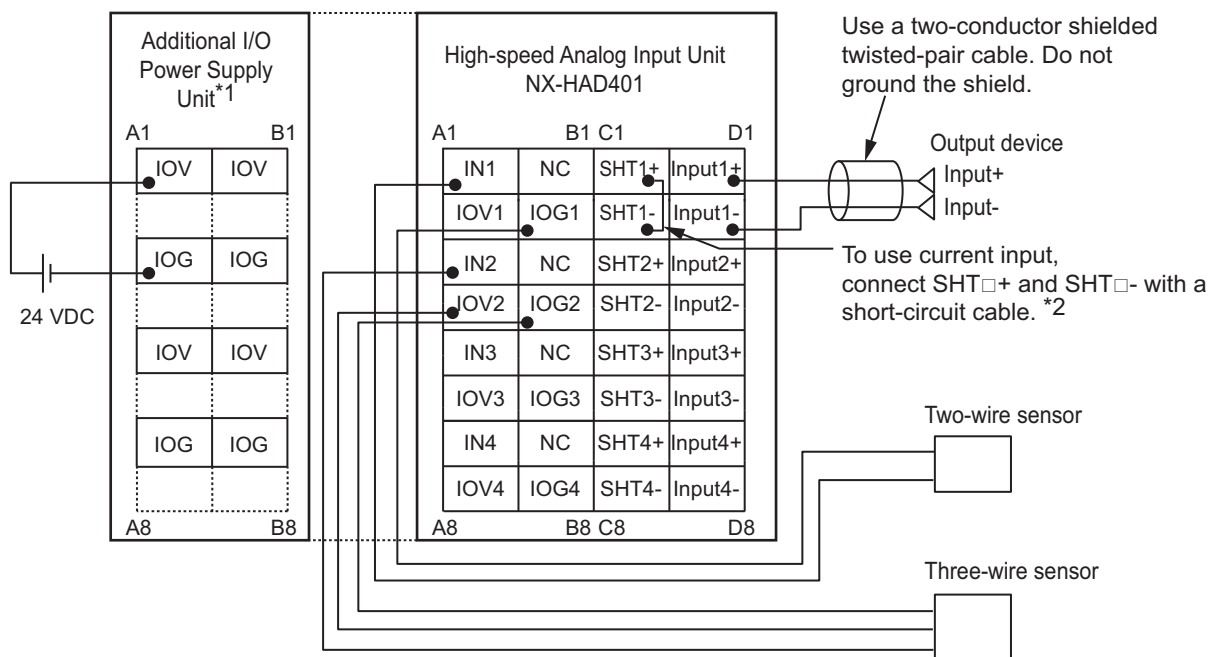 Additional I/O
Power Supply
Unit*1
A1 B1
IOV IOV
IOG IOG
IOV IOV
IOG IOG
A8 B8
24 VDC
High-speed Analog Input Unit
NX-HAD401
A1 B1 C1 D1
IN1 NC SHT1+ Input1+
IOV1 IOG1 SHT1- Input1-
IN2 NC SHT2+ Input2+
IOV2 IOG2 SHT2- Input2-
IN3 NC SHT3+ Input3+
IOV3 IOG3 SHT3- Input3-
IN4 NC SHT4+ Input4+
IOV4 IOG4 SHT4- Input4-
A8 B8 C8 D8
Use a two-conductor shielded
twisted-pair cable. Do not
ground the shield.
Output device
Input+
Input-
To use current input,
connect SHT□+ and SHT□- with a
short-circuit cable. *2
Two-wire sensor
Three-wire sensor